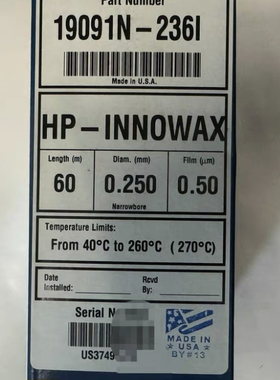 Part Number
19091N-236I
Made in U.S.A.
HP-INNOWAX
Length (m) Diam. (mm) Film (µm)
60 0.250 0.50
Narrowbore
Temperature Limits:
From 40°C to 260°C (270°C)
Date Rcvd
Installed: By:
Serial N
US3749
MADE IN
USA
BY#13